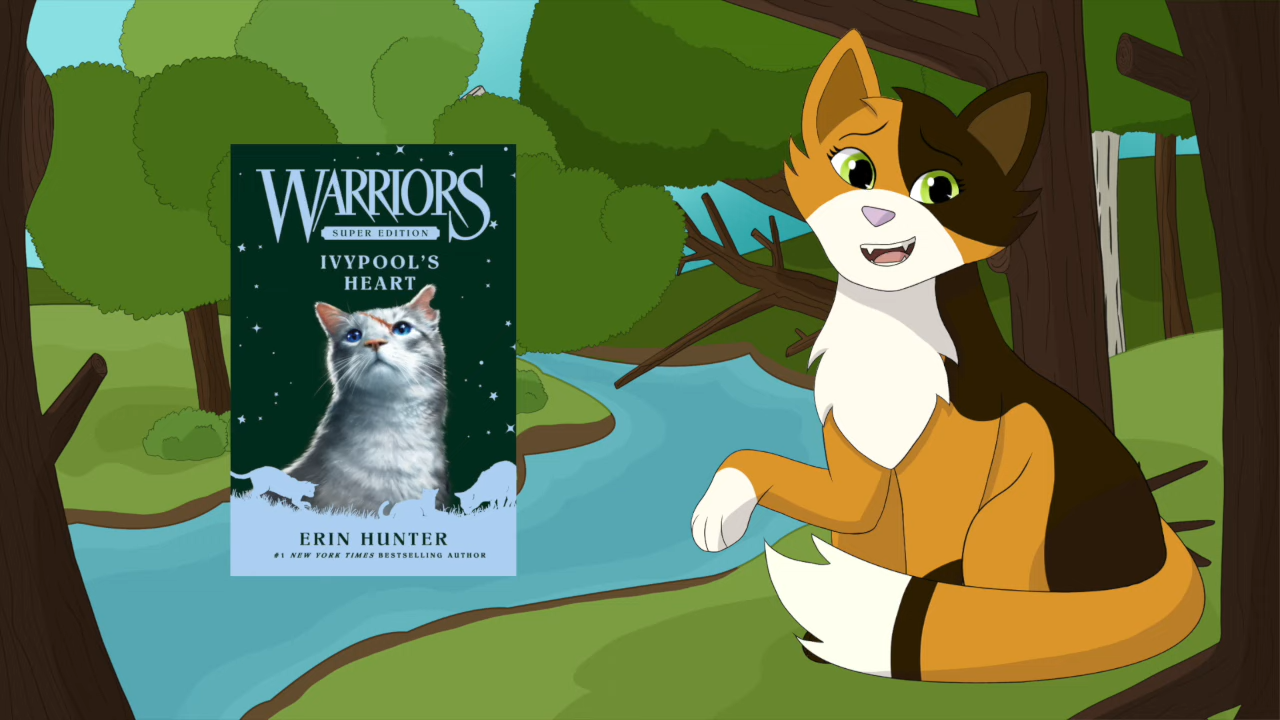 WARRIORS
SUPER EDITION
IVYPOOL'S
HEART
ERIN HUNTER
#1 NEW YORK TIMES BESTSELLING AUTHOR